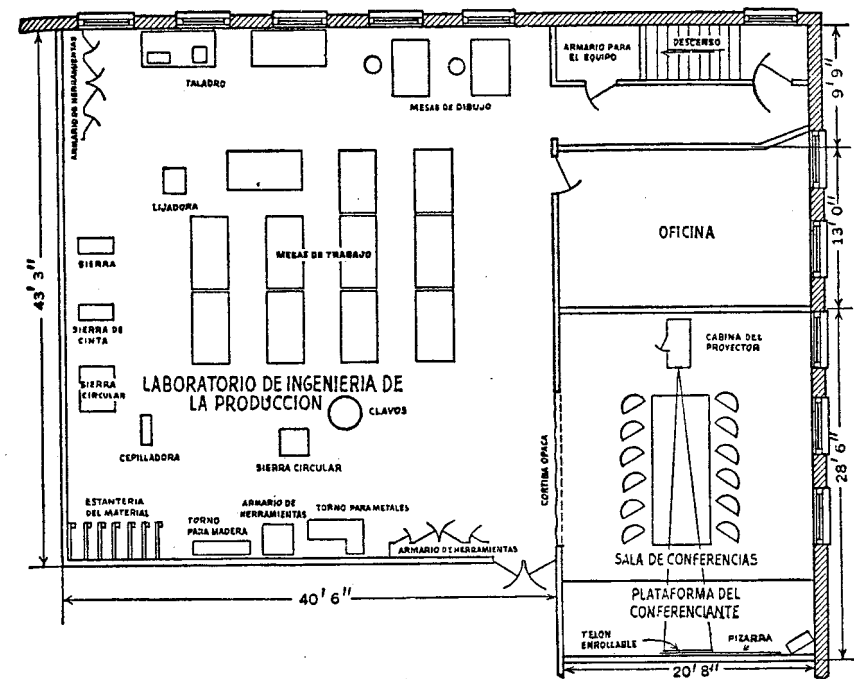 ARMARIO DE HERRAMIENTAS
TALADRO
MESAS DE DIBUJO
ARMARIO PARA
EL EQUIPO
DESCENSO
9' 9"
LIJADORA
MESAS DE TRABAJO
OFICINA
13' 0"
SIERRA
43' 3"
SIERRA DE
CINTA
CABINA DEL
PROYECTOR
SIERRA
CIRCULAR
LABORATORIO DE INGENIERIA DE
LA PRODUCCION
CLAVOS
CEPILLADORA
SIERRA CIRCULAR
CORTINA OPACA
28' 6"
ESTANTERIA
DEL MATERIAL
TORNO
PARA MADERA
ARMARIO DE
HERRAMIENTAS
TORNO PARA METALES
ARMARIO DE HERRAMIENTAS
SALA DE CONFERENCIAS
PLATAFORMA DEL
CONFERENCIANTE
40' 6"
TELON
ENROLLABLE
PIZARRA
20' 8"